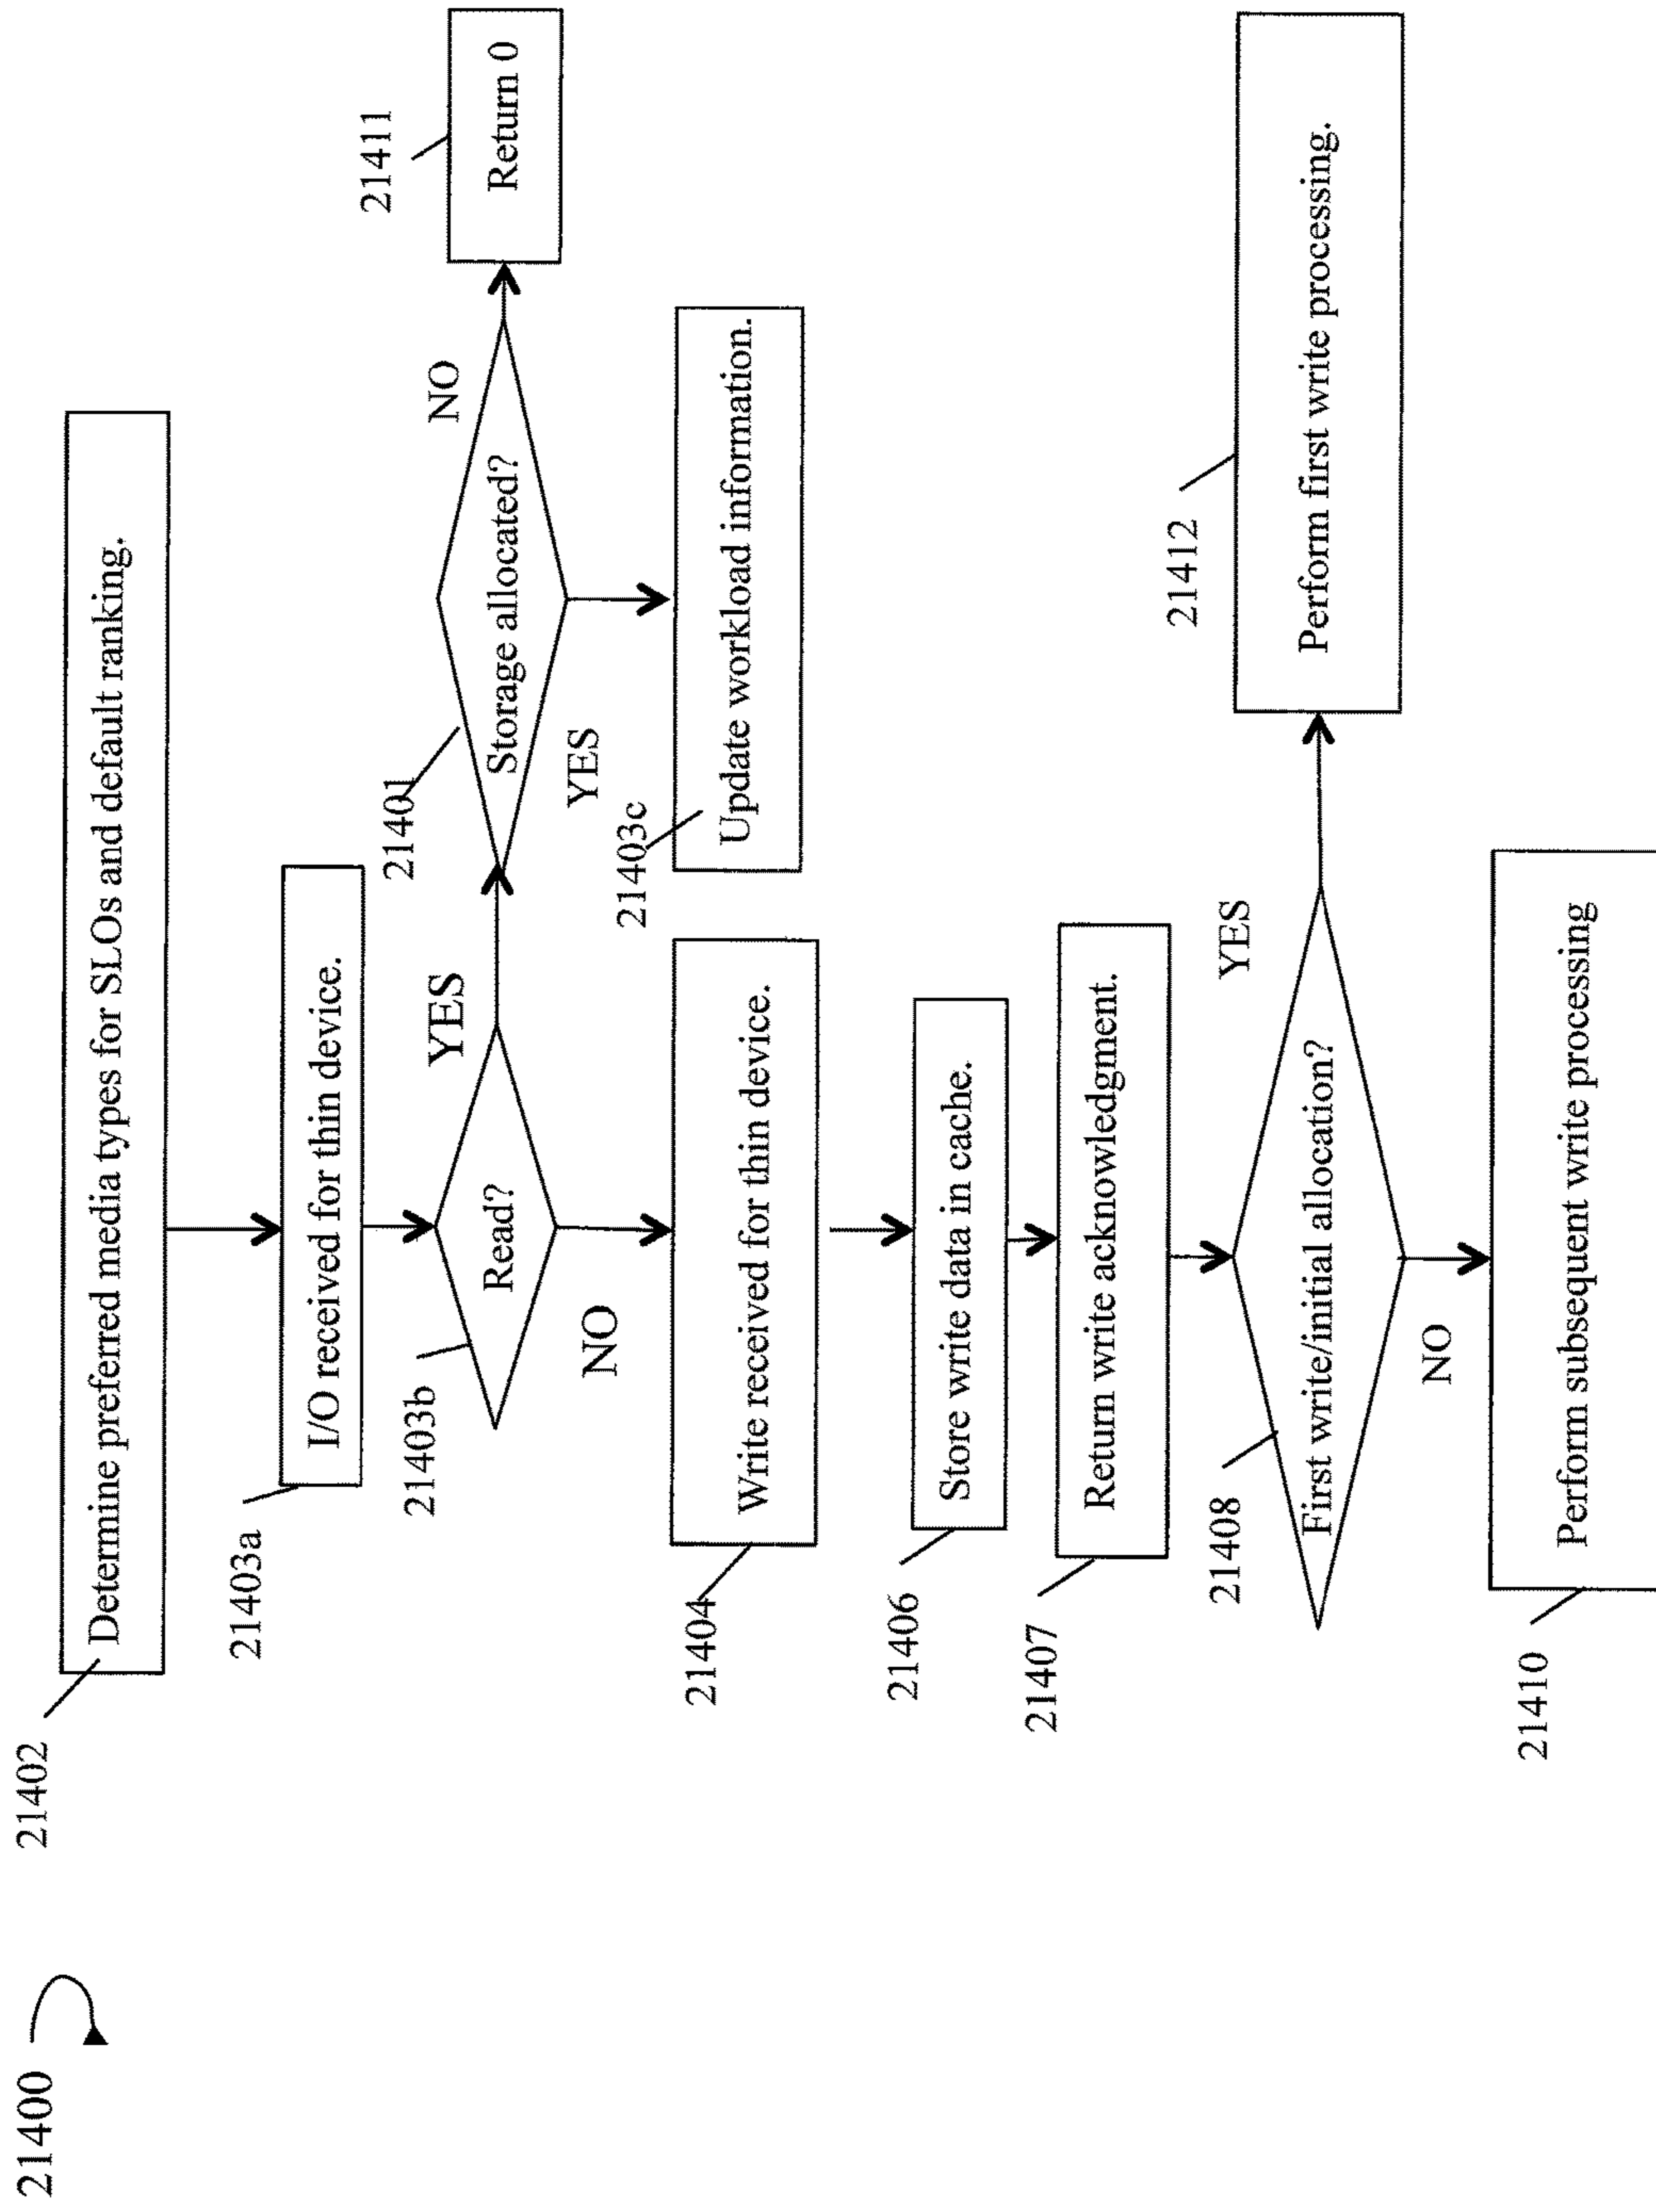 21400
21402
Determine preferred media types for SLOs and default ranking.
21403a
I/O received for thin device.
21403b
Read?
YES
NO
21401
Storage allocated?
NO
YES
21411
Return 0
21403c
Update workload information.
21404
Write received for thin device.
21406
Store write data in cache.
21407
Return write acknowledgment.
21408
First write/initial allocation?
YES
NO
21412
Perform first write processing.
21410
Perform subsequent write processing